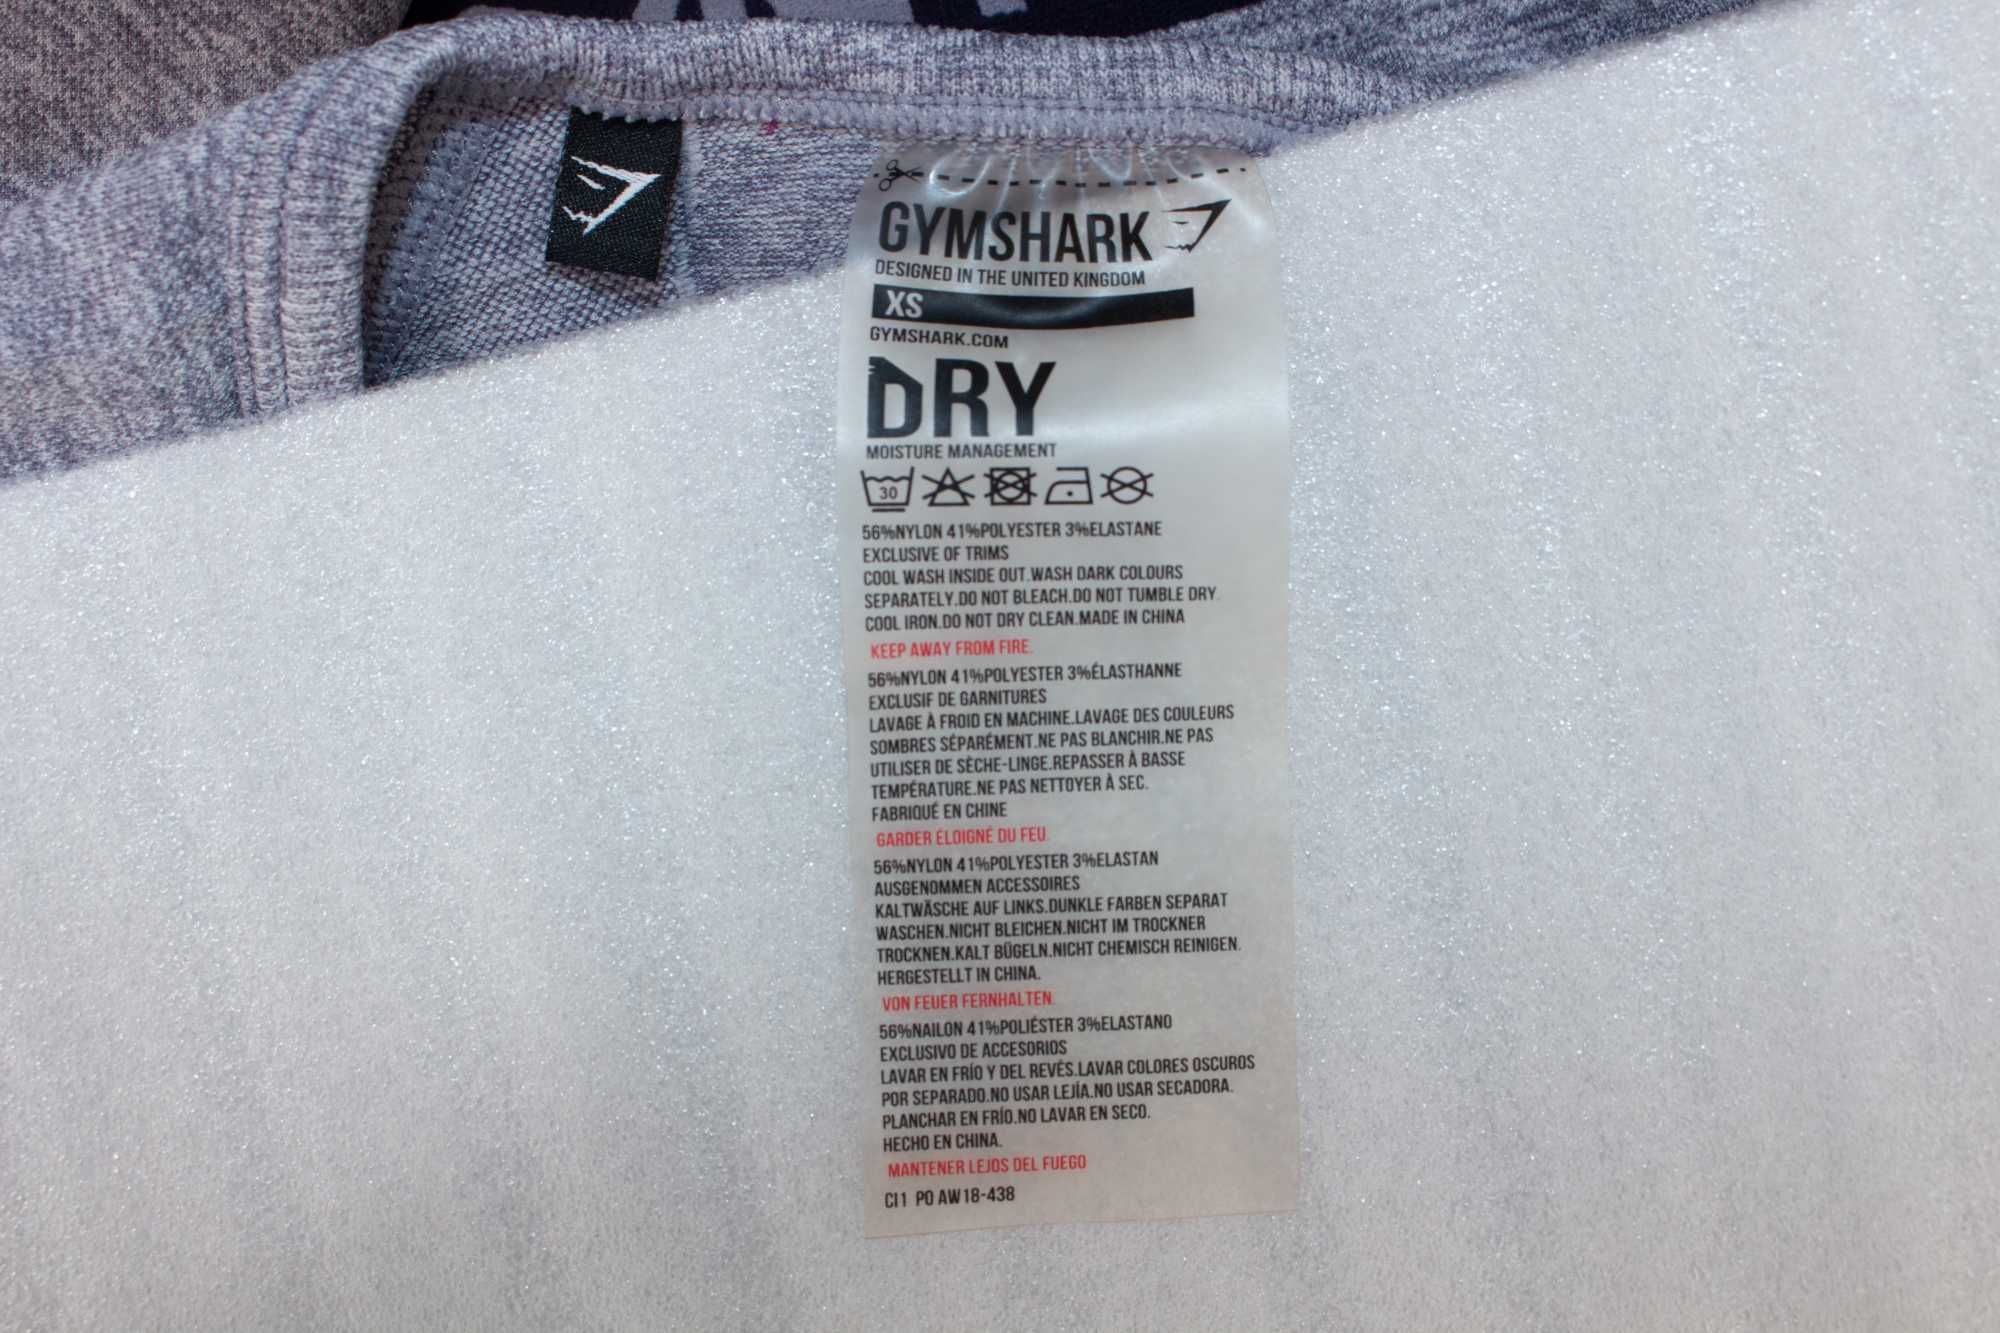 GYMSHARK
DESIGNED IN THE UNITED KINGDOM
XS
GYMSHARK.COM
DRY
MOISTURE MANAGEMENT
30
56%NYLON 41%POLYESTER 3%ELASTANE
EXCLUSIVE OF TRIMS
COOL WASH INSIDE OUT.WASH DARK COLOURS
SEPARATELY.DO NOT BLEACH.DO NOT TUMBLE DRY.
COOL IRON.DO NOT DRY CLEAN.MADE IN CHINA
KEEP AWAY FROM FIRE.
56%NYLON 41%POLYESTER 3%ÉLASTHANNE
EXCLUSIF DE GARNITURES
LAVAGE À FROID EN MACHINE.LAVAGE DES COULEURS
SOMBRES SÉPARÉMENT.NE PAS BLANCHIR.NE PAS
UTILISER DE SÈCHE-LINGE.REPASSER À BASSE
TEMPÉRATURE.NE PAS NETTOYER À SEC.
FABRIQUÉ EN CHINE
GARDER ÉLOIGNÉ DU FEU.
56%NYLON 41%POLYESTER 3%ELASTAN
AUSGENOMMEN ACCESSOIRES
KALTWÄSCHE AUF LINKS.DUNKLE FARBEN SEPARAT
WASCHEN.NICHT BLEICHEN.NICHT IM TROCKNER
TROCKNEN.KALT BÜGELN.NICHT CHEMISCH REINIGEN.
HERGESTELLT IN CHINA.
VON FEUER FERNHALTEN.
56%NAILON 41%POLIÉSTER 3%ELASTANO
EXCLUSIVO DE ACCESORIOS
LAVAR EN FRÍO Y DEL REVÉS.LAVAR COLORES OSCUROS
POR SEPARADO.NO USAR LEJÍA.NO USAR SECADORA.
PLANCHAR EN FRÍO.NO LAVAR EN SECO.
HECHO EN CHINA.
MANTENER LEJOS DEL FUEGO
CI1 PO AW18-438